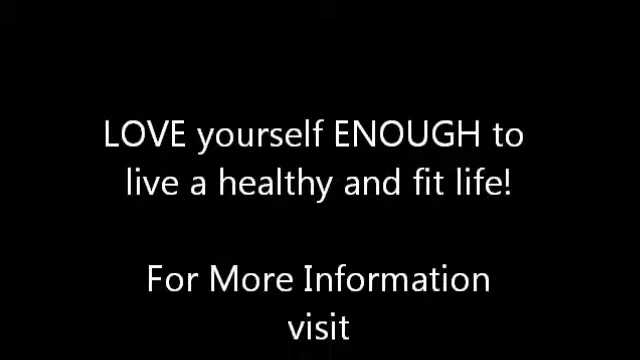 LOVE yourself ENOUGH to
live a healthy and fit life!
For More Information
visit